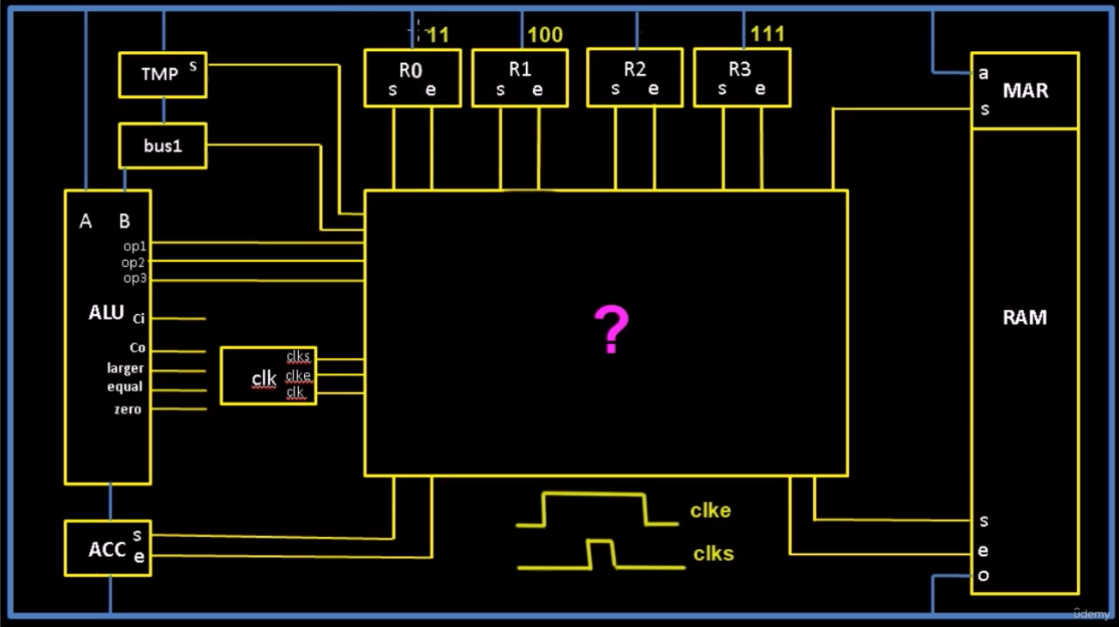 11 100 111
TMP s
R0 R1 R2 R3
s e s e s e s e
a MAR
s
bus1
A B
op1
op2
op3
ALU Ci
?
RAM
Co
larger
equal
zero
clks
clk clke
clk
clke
clks
ACC s
e
s
e
o
ûdemy